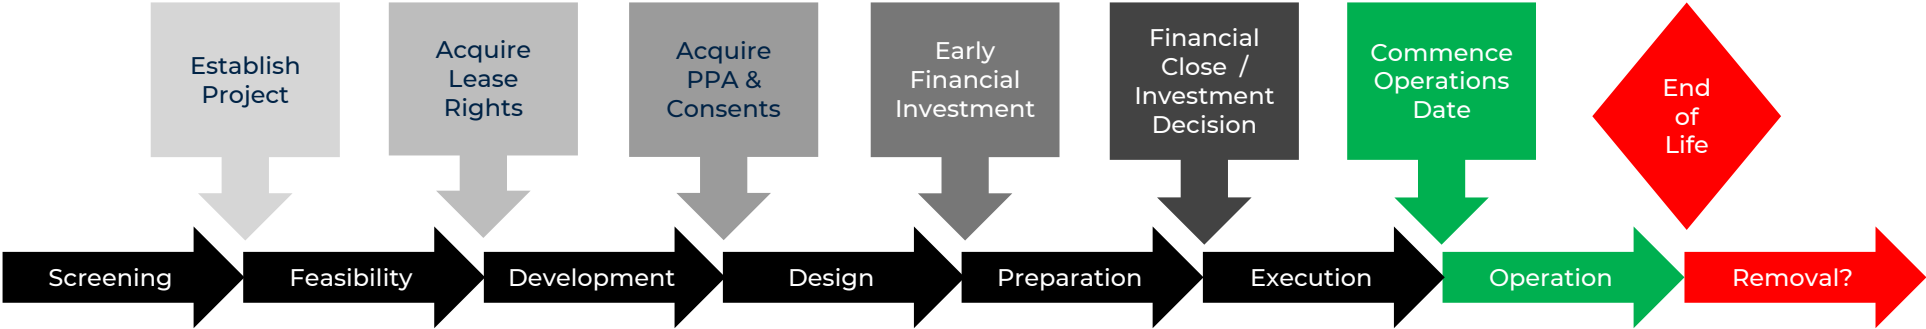 Establish
Project
Acquire
Lease
Rights
Acquire
PPA &
Consents
Early
Financial
Investment
Financial
Close /
Investment
Decision
Commence
Operations
Date
End
of
Life
Screening
Feasibility
Development
Design
Preparation
Execution
Operation
Removal?